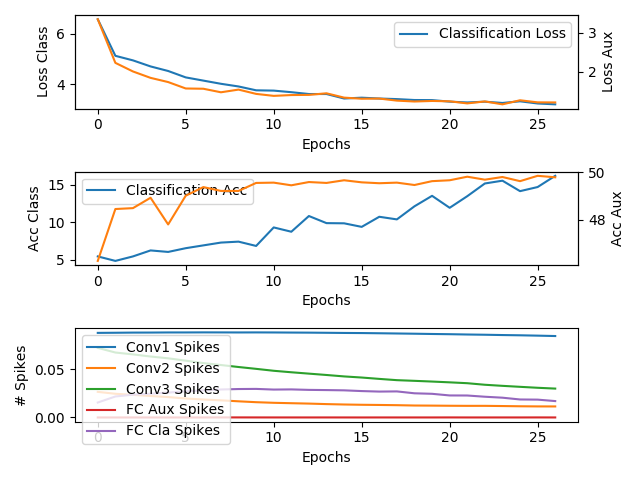 6
4
Loss Class
Classification Loss
3
2
Loss Aux
0 5 10 15 20 25
Epochs
15
10
5
Acc Class
Classification Acc
50
48
Acc Aux
0 5 10 15 20 25
Epochs
0.05
0.00
# Spikes
Conv1 Spikes
Conv2 Spikes
Conv3 Spikes
FC Aux Spikes
FC Cla Spikes
0 5 10 15 20 25
Epochs